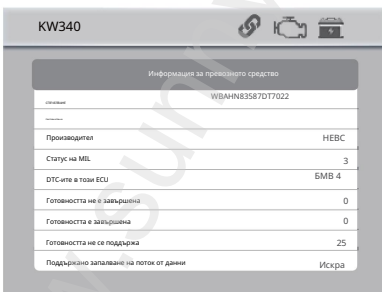 KW340
Информация за превозното средство
WBAHN83587DT7022
Производител НЕВС
Статус на MIL 3
DTC-ите в този ECU БМВ 4
Готовността не е завършена 0
Готовността е завършена 0
Готовността не се поддържа 25
Поддържано запалване на поток от данни Искра